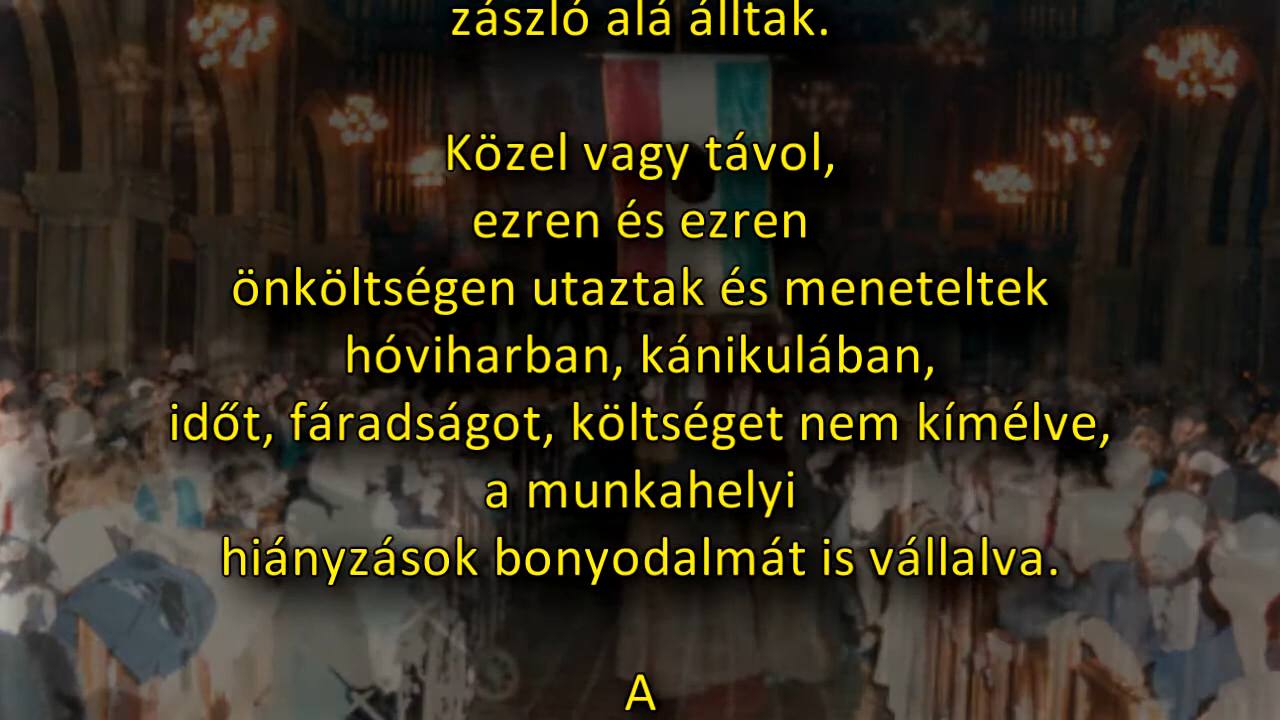 zászló alá álltak.
Közel vagy távol,
ezren és ezren
önköltségen utaztak és meneteltek
hóviharban, kánikulában,
időt, fáradságot, költséget nem kímélve,
a munkahelyi
hiányzások bonyodalmát is vállalva.
A